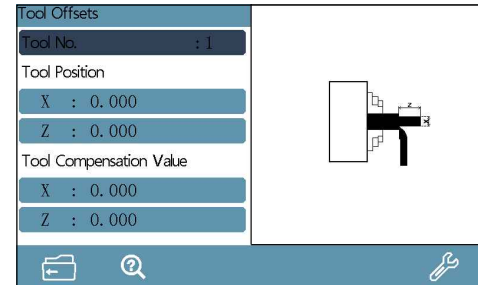 Tool Offsets
Tool No. : 1
Tool Position
X : 0.000
Z : 0.000
Tool Compensation Value
X : 0.000
Z : 0.000
Z
X